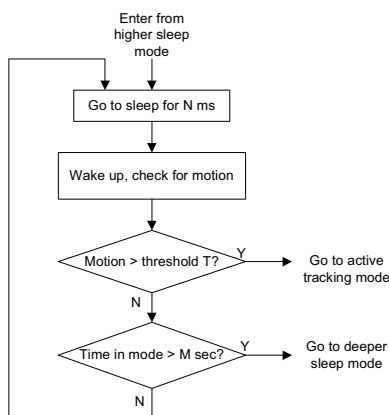 Enter from
higher sleep
mode
Go to sleep for N ms
Wake up, check for motion
Motion > threshold T?
Y
Go to active
tracking mode
N
Time in mode > M sec?
Y
Go to deeper
sleep mode
N